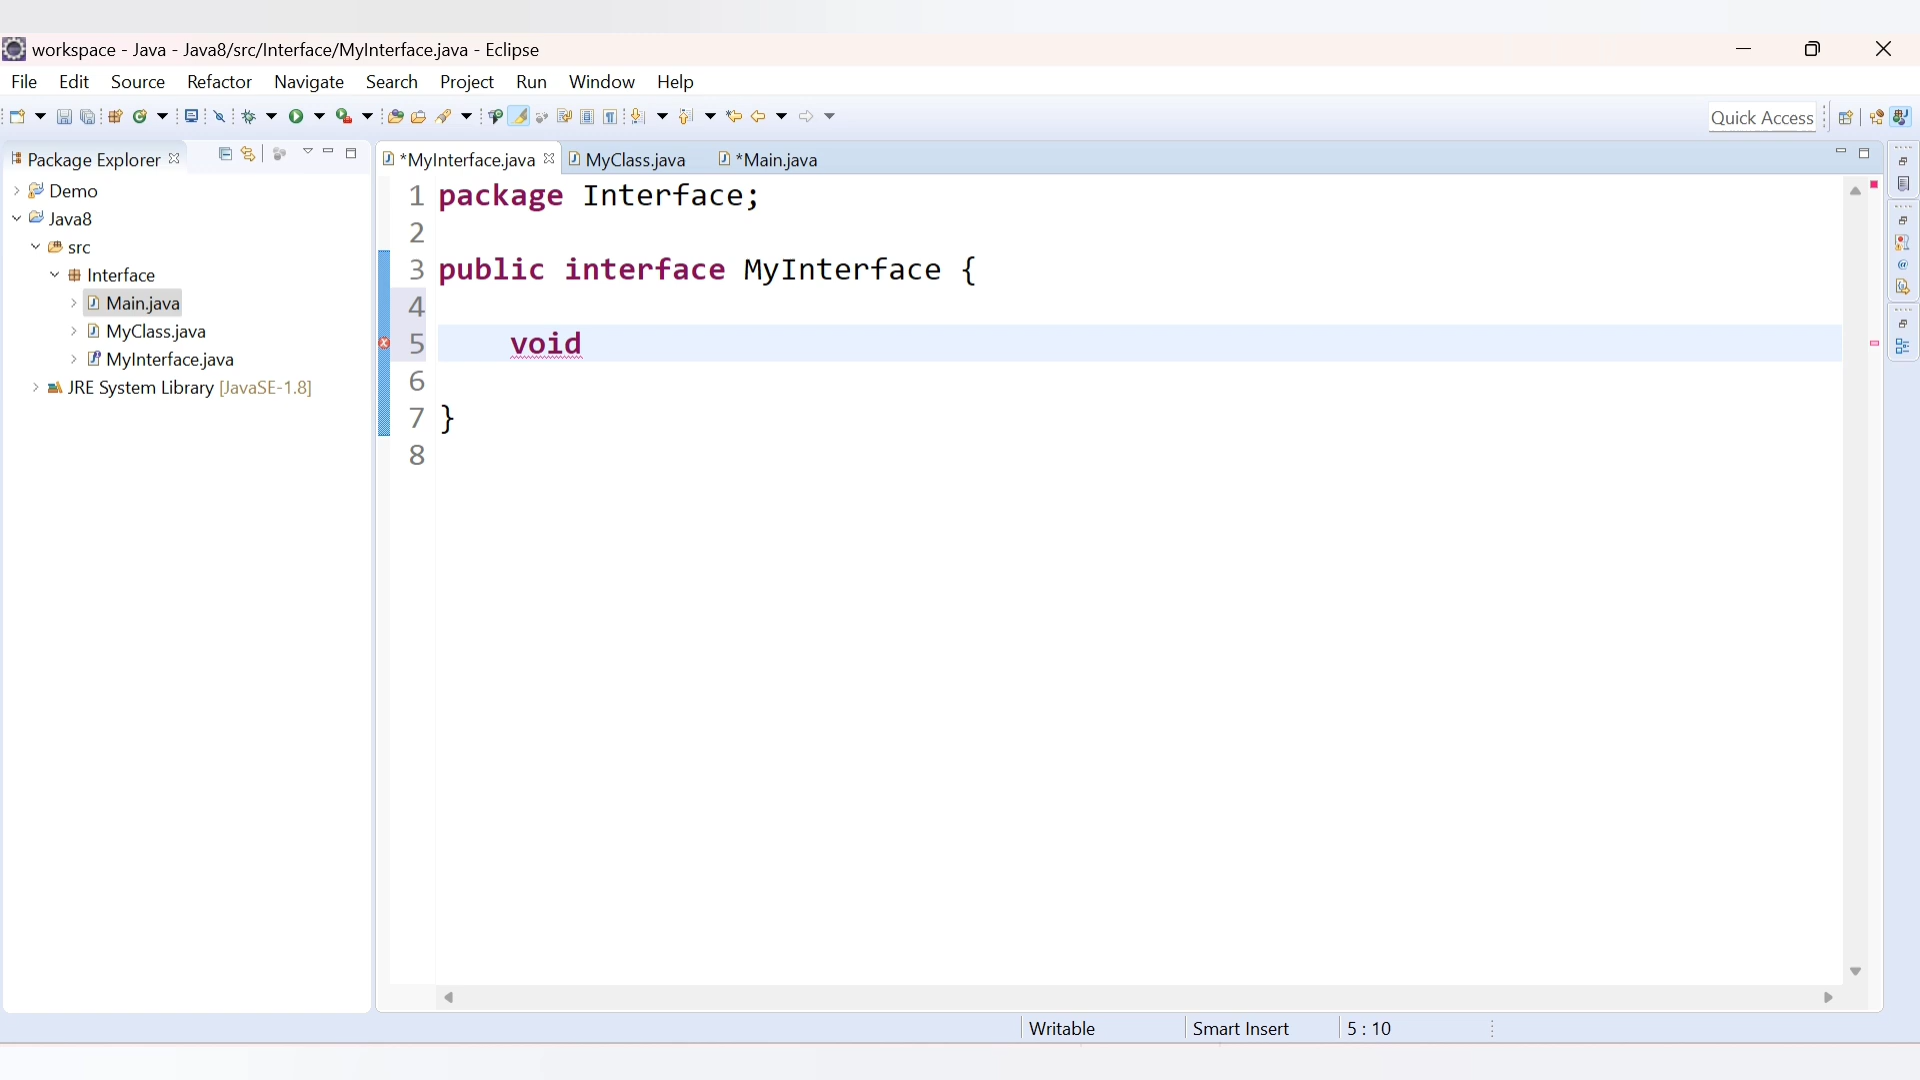 workspace - Java - Java8/src/Interface/MyInterface.java - Eclipse
File Edit Source Refactor Navigate Search Project Run Window Help
Quick Access
Package Explorer
*MyInterface.java MyClass.java *Main.java
Demo
Java8
src
Interface
Main.java
MyClass.java
MyInterface.java
JRE System Library [JavaSE-1.8]
1 package Interface;
2
3 public interface MyInterface {
4
5 void
6
7 }
8
Writable Smart Insert 5 : 10